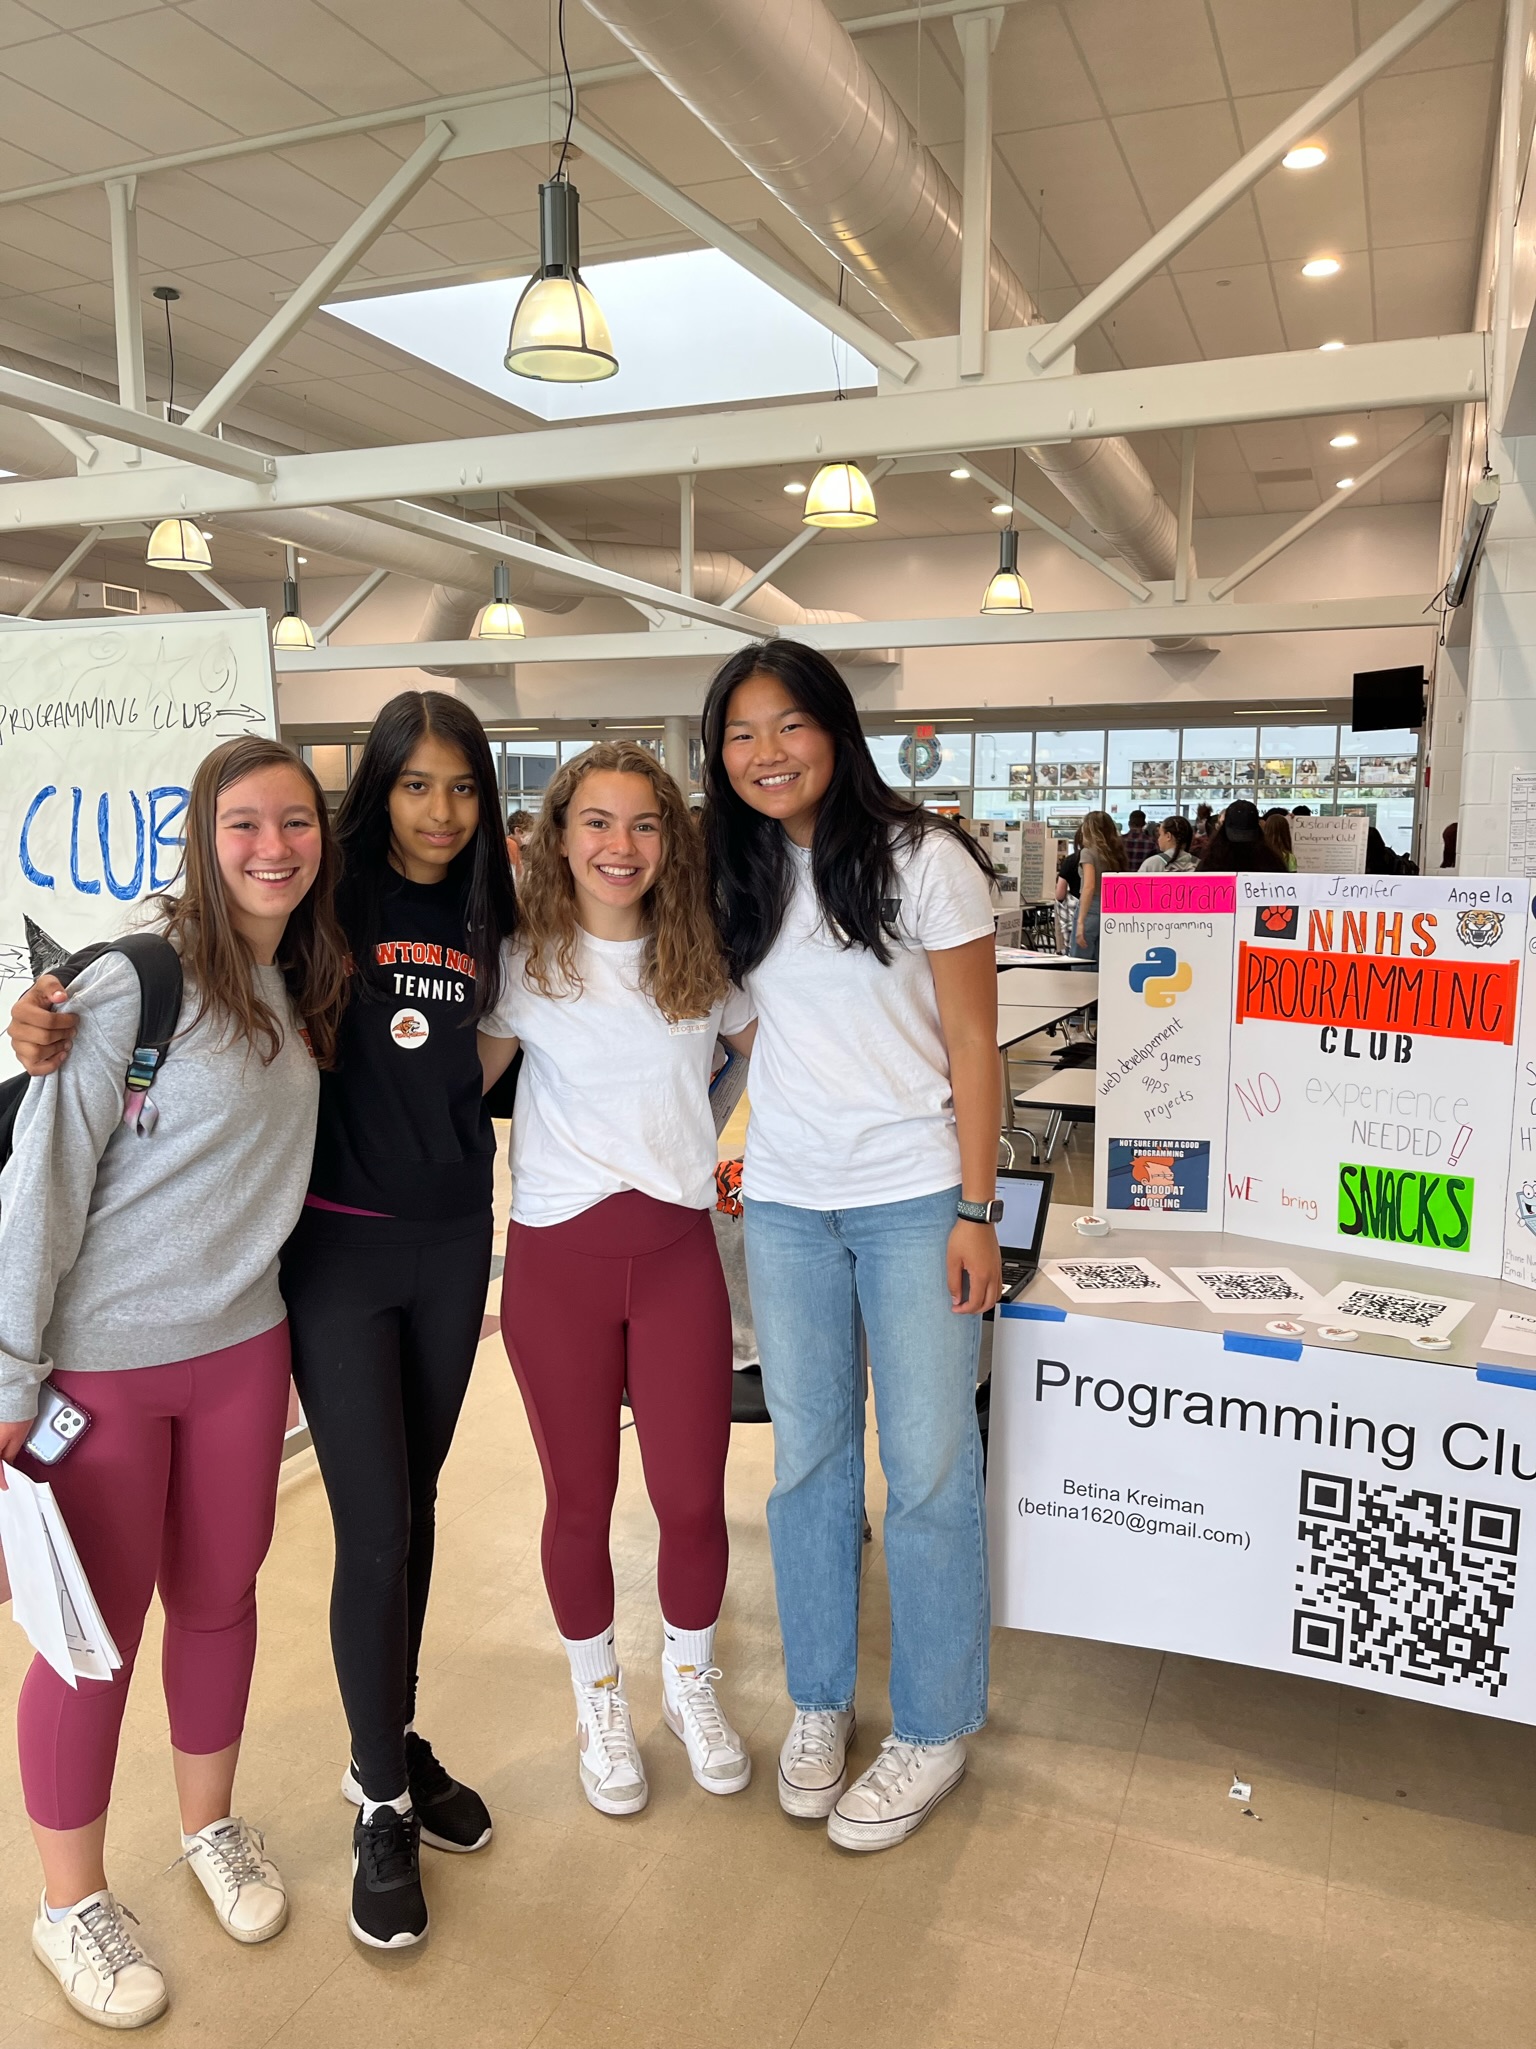 PROGRAMMING CLUB
CLUB
TENNIS
Sustainable
Development Club!
Instagram
@nnhsprogramming
web developement
games
apps
projects
NOT SURE IF I AM A GOOD
PROGRAMMING
OR GOOD AT
GOOGLING
Betina Jennifer Angela
NNHS
PROGRAMMING
CLUB
NO experience
NEEDED!
WE bring SNACKS
Programming Clu
Betina Kreiman
(betina1620@gmail.com)